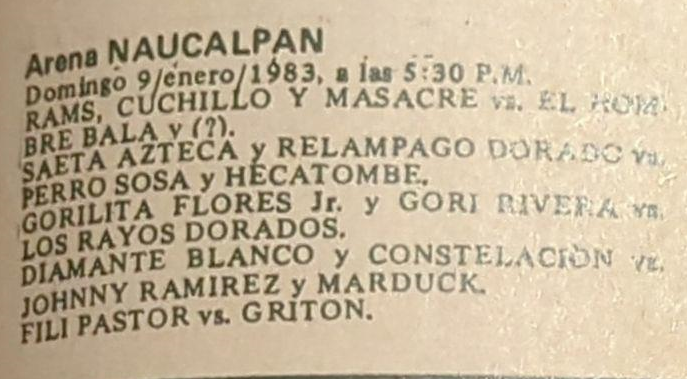 Arena NAUCALPAN
Domingo 9/enero/1983, a las 5:30 P.M.
RAMS, CUCHILLO Y MASACRE vs. EL HOM-
BRE BALA y (?).
SAETA AZTECA y RELAMPAGO DORADO vs.
PERRO SOSA y HECATOMBE.
GORILITA FLORES Jr. y GORI RIVERA vs.
LOS RAYOS DORADOS.
DIAMANTE BLANCO y CONSTELACION vs.
JOHNNY RAMIREZ y MARDUCK.
FILI PASTOR vs. GRITON.